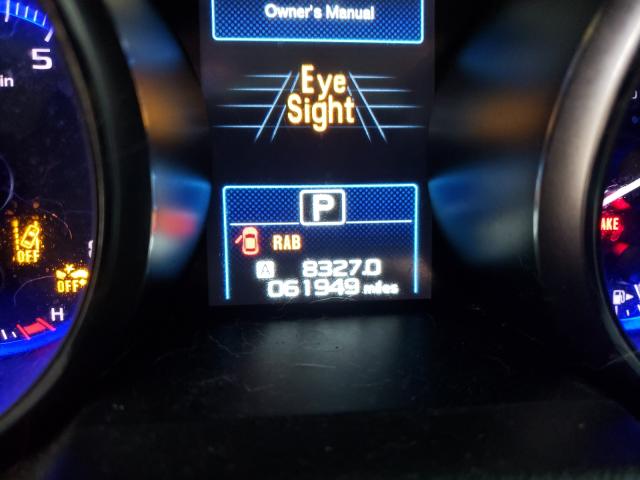 Owner's Manual
5
Eye
Sight
P
RAB
A 8327.0
061949 miles
OFF
OFF
H